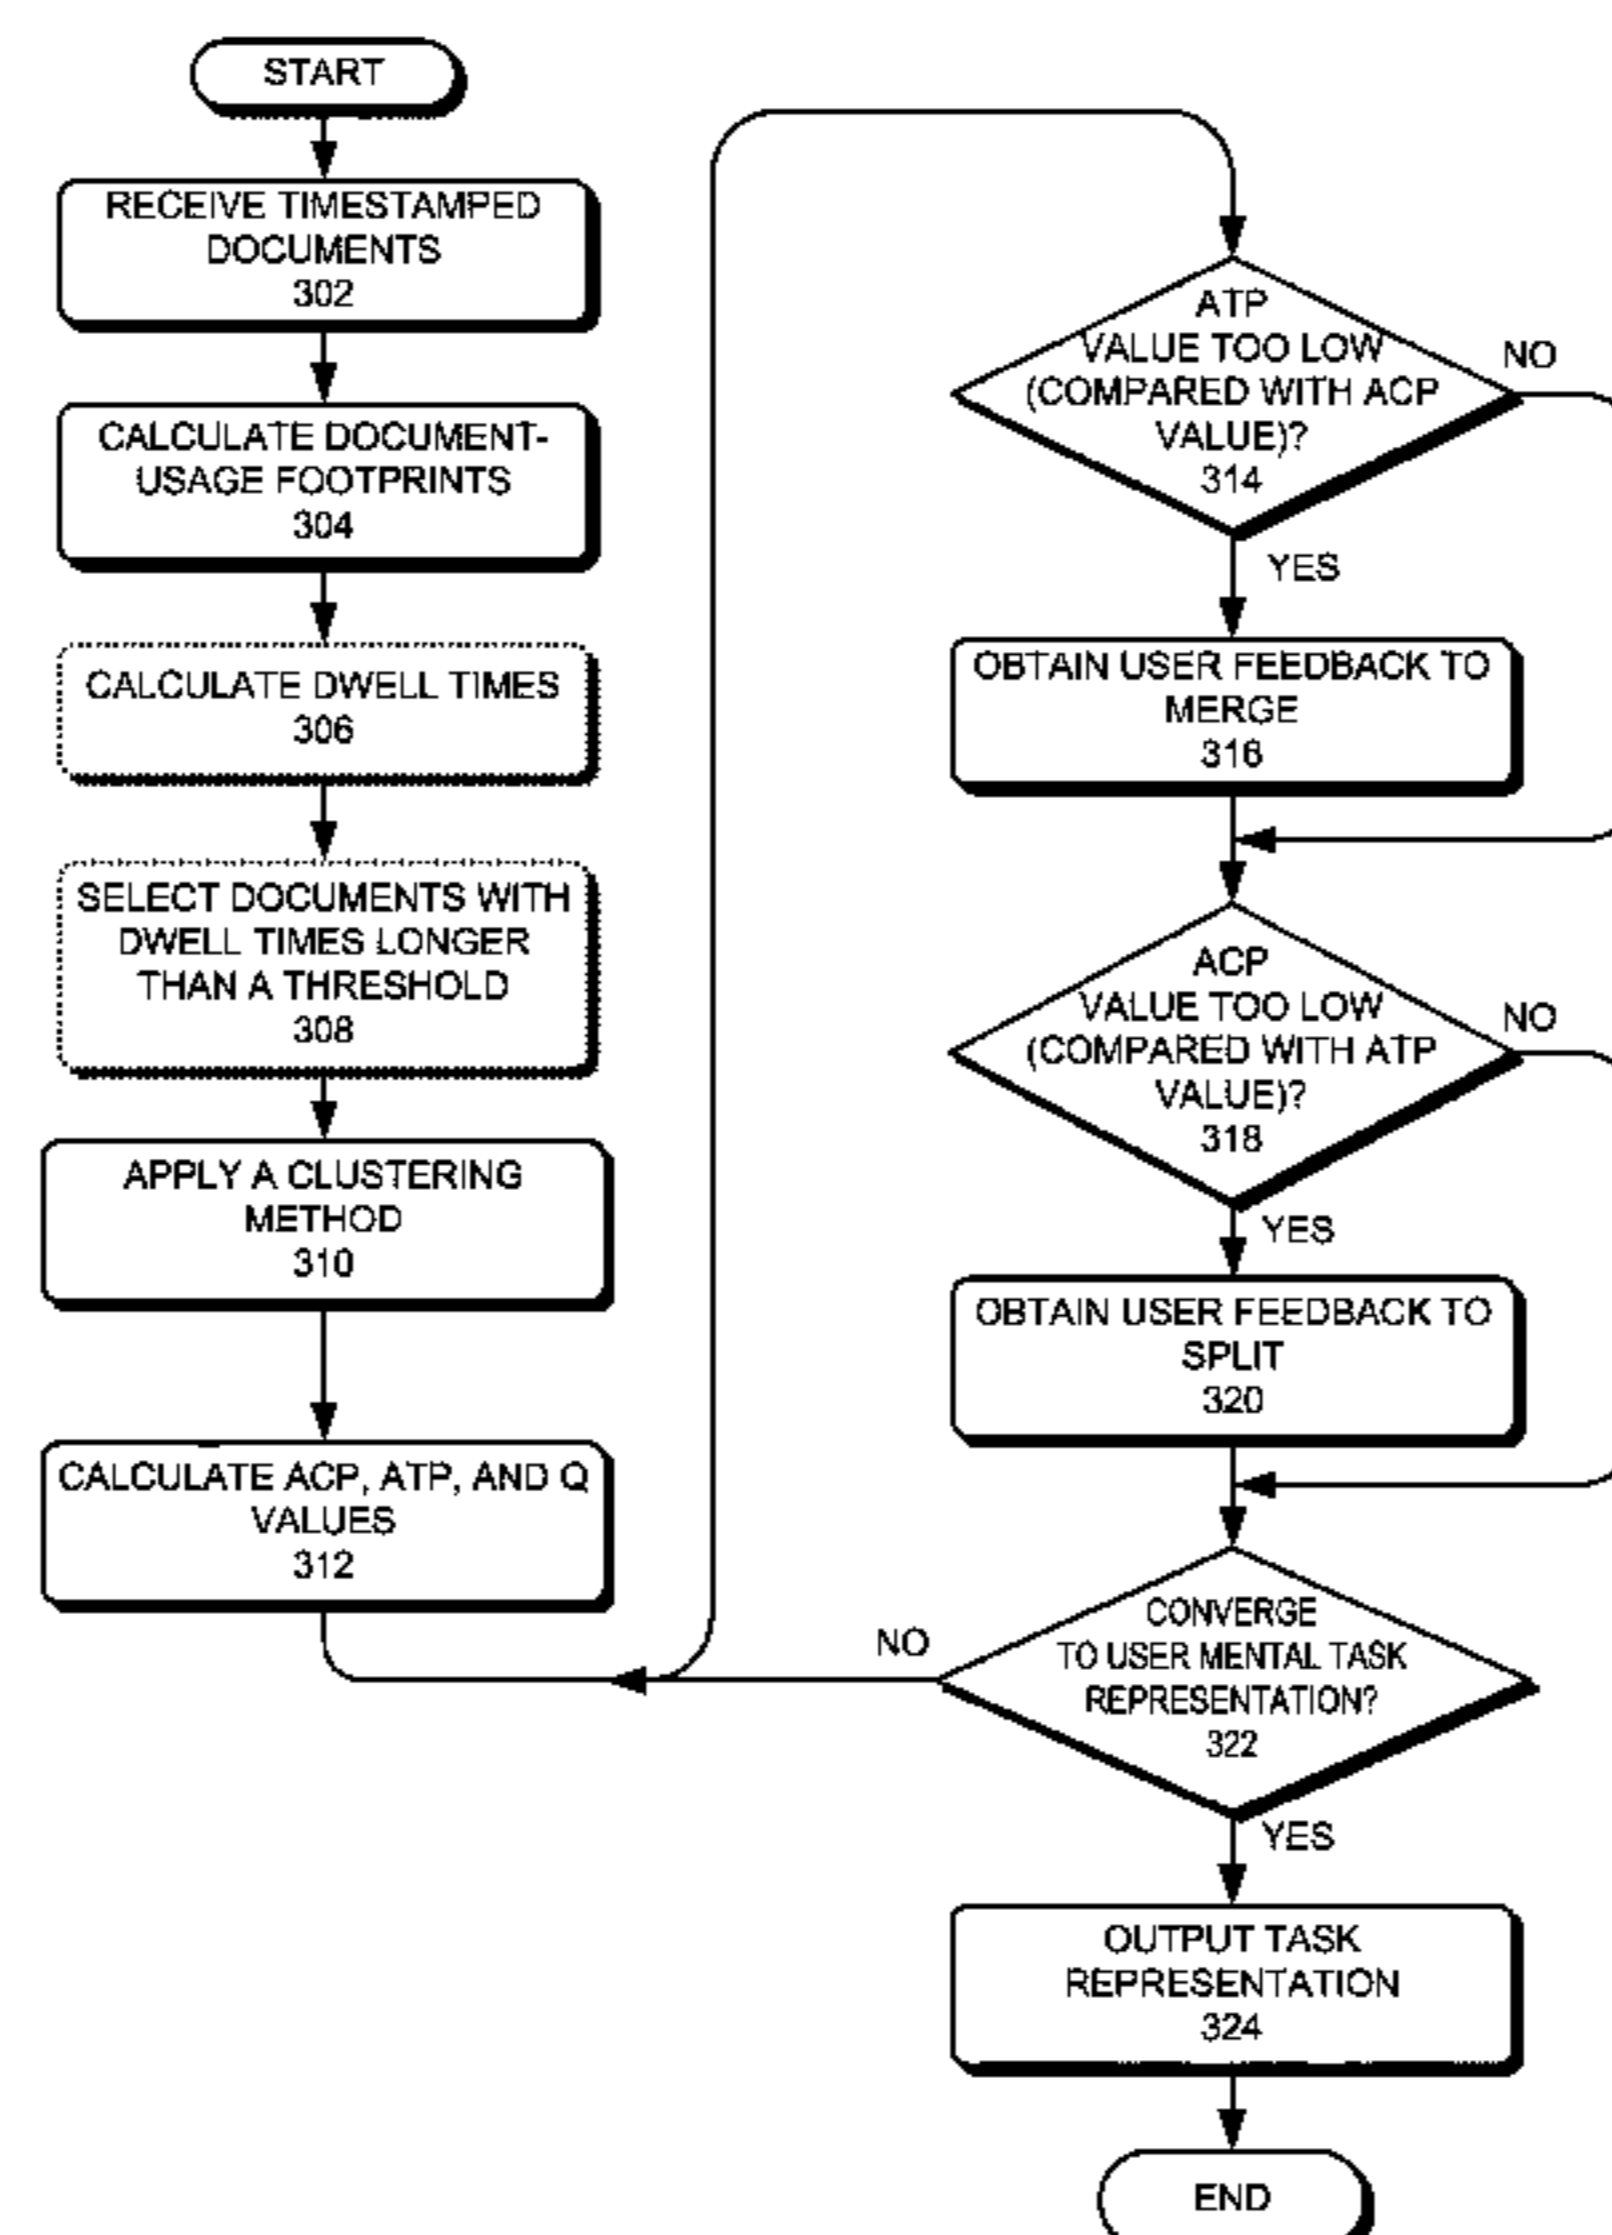 START
RECEIVE TIMESTAMPED
DOCUMENTS
302
CALCULATE DOCUMENT-
USAGE FOOTPRINTS
304
CALCULATE DWELL TIMES
306
SELECT DOCUMENTS WITH
DWELL TIMES LONGER
THAN A THRESHOLD
308
APPLY A CLUSTERING
METHOD
310
CALCULATE ACP, ATP, AND Q
VALUES
312
ATP
VALUE TOO LOW
(COMPARED WITH ACP
VALUE)?
314
NO
YES
OBTAIN USER FEEDBACK TO
MERGE
316
ACP
VALUE TOO LOW
(COMPARED WITH ATP
VALUE)?
318
NO
YES
OBTAIN USER FEEDBACK TO
SPLIT
320
CONVERGE
TO USER MENTAL TASK
REPRESENTATION?
322
NO
YES
OUTPUT TASK
REPRESENTATION
324
END